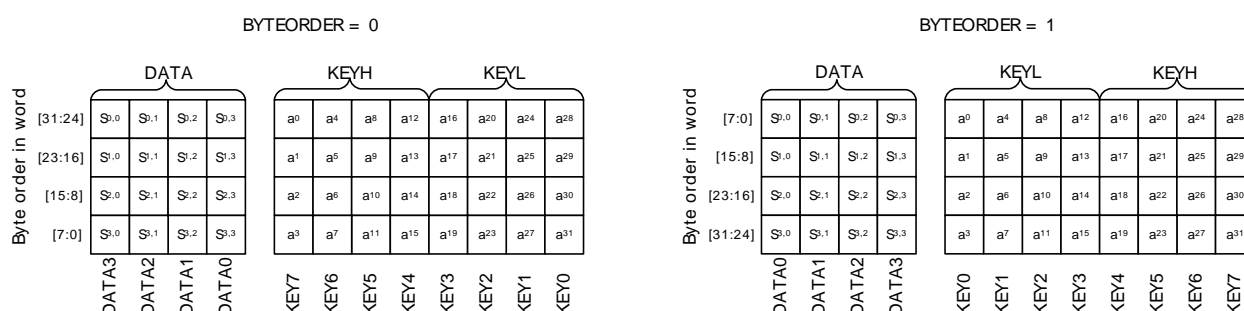 BYTEORDER = 0
BYTEORDER = 1
DATA KEYH KEYL
DATA KEYL KEYH
Byte order in word
[31:24] S0,0 S0,1 S0,2 S0,3 a0 a4 a8 a12 a16 a20 a24 a28
[23:16] S1,0 S1,1 S1,2 S1,3 a1 a5 a9 a13 a17 a21 a25 a29
[15:8] S2,0 S2,1 S2,2 S2,3 a2 a6 a10 a14 a18 a22 a26 a30
[7:0] S3,0 S3,1 S3,2 S3,3 a3 a7 a11 a15 a19 a23 a27 a31
DATA3 DATA2 DATA1 DATA0 KEY7 KEY6 KEY5 KEY4 KEY3 KEY2 KEY1 KEY0
Byte order in word
[7:0] S0,0 S0,1 S0,2 S0,3 a0 a4 a8 a12 a16 a20 a24 a28
[15:8] S1,0 S1,1 S1,2 S1,3 a1 a5 a9 a13 a17 a21 a25 a29
[23:16] S2,0 S2,1 S2,2 S2,3 a2 a6 a10 a14 a18 a22 a26 a30
[31:24] S3,0 S3,1 S3,2 S3,3 a3 a7 a11 a15 a19 a23 a27 a31
DATA0 DATA1 DATA2 DATA3 KEY0 KEY1 KEY2 KEY3 KEY4 KEY5 KEY6 KEY7